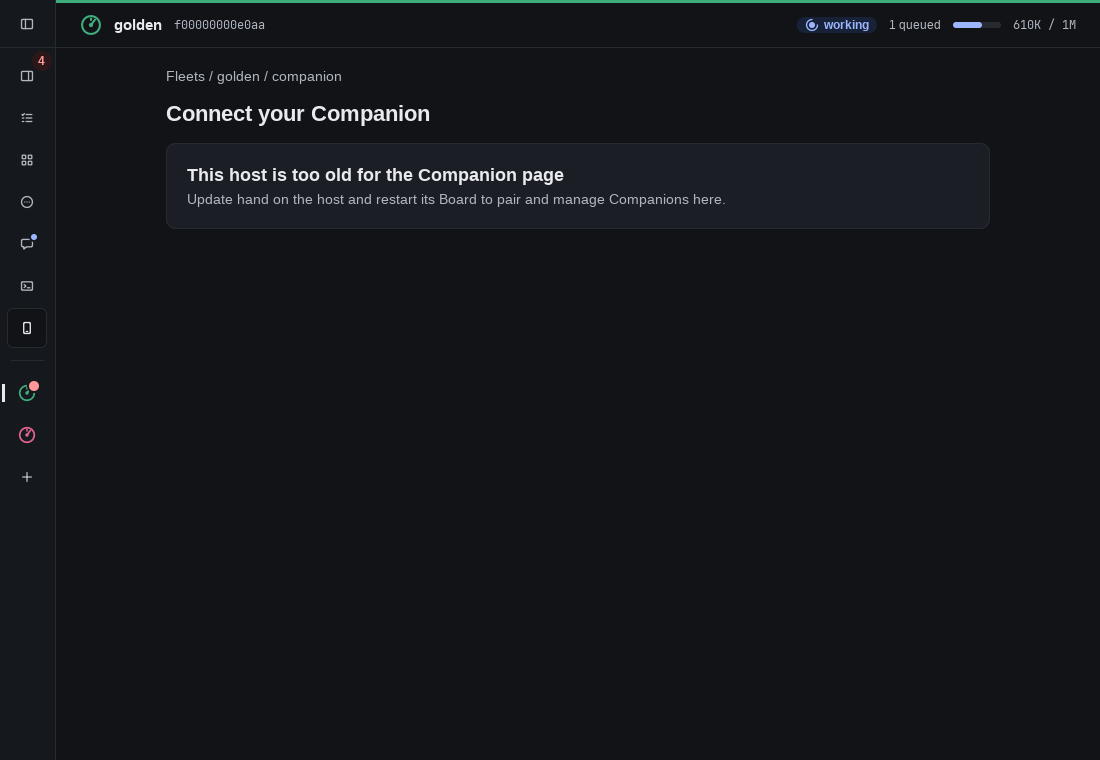 golden f00000000e0aa working 1 queued 610K / 1M
4
Fleets / golden / companion
Connect your Companion
This host is too old for the Companion page
Update hand on the host and restart its Board to pair and manage Companions here.